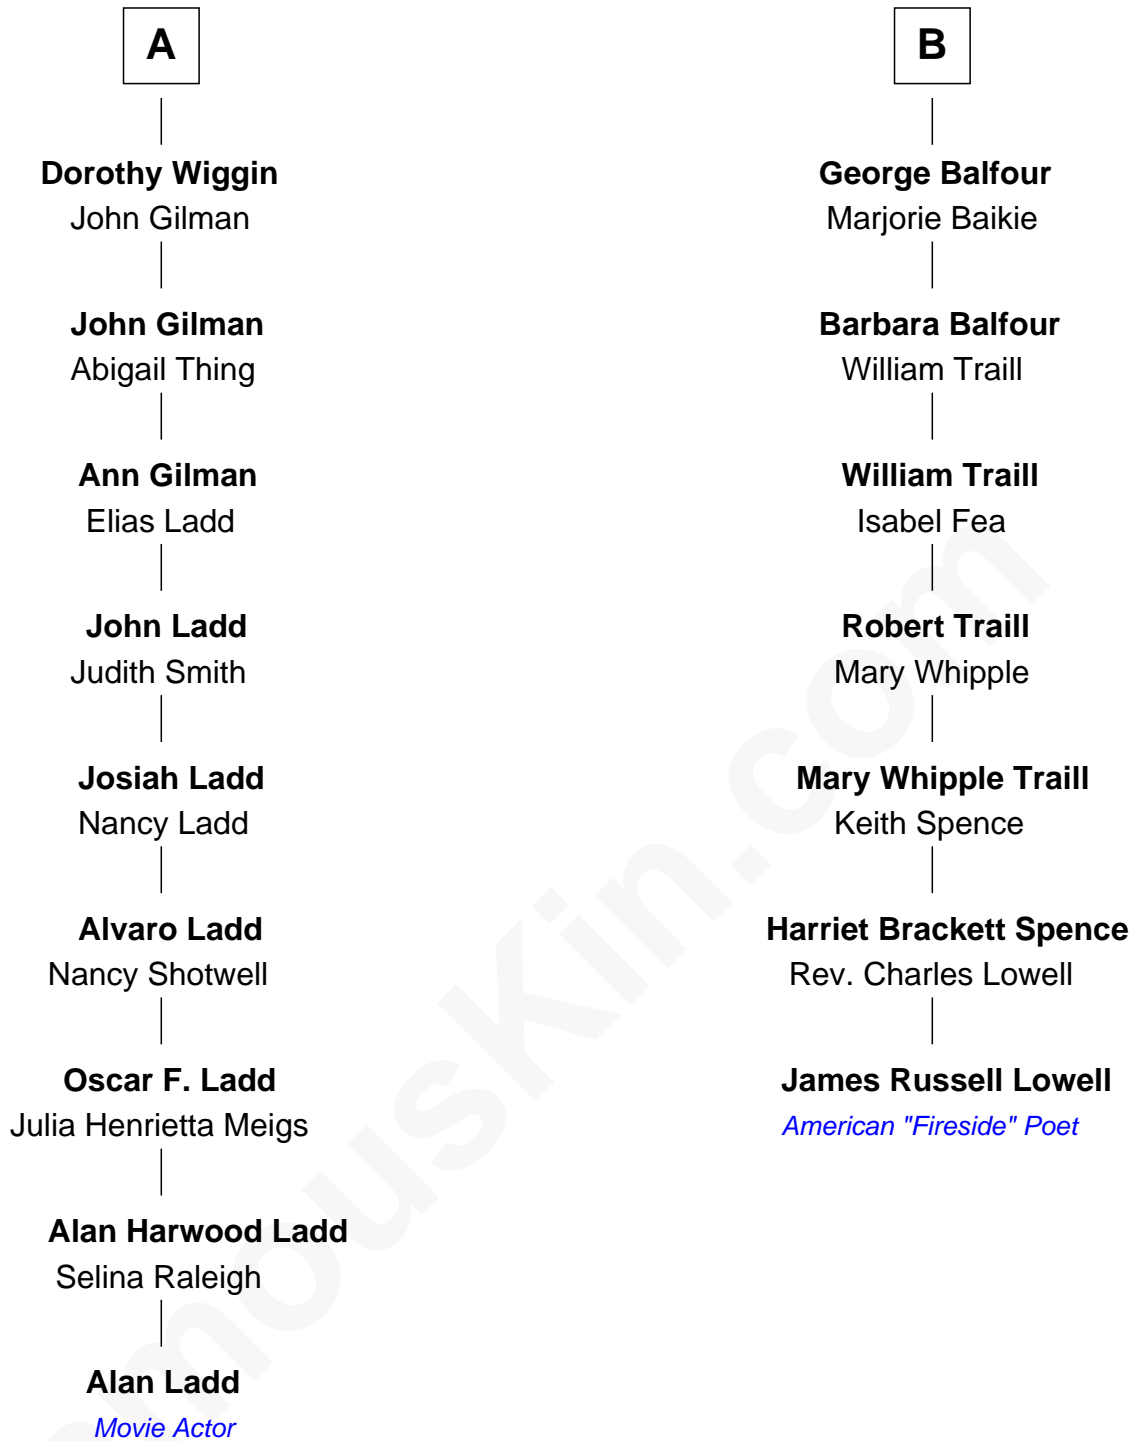 A
Dorothy Wiggin
John Gilman
John Gilman
Abigail Thing
Ann Gilman
Elias Ladd
John Ladd
Judith Smith
Josiah Ladd
Nancy Ladd
Alvaro Ladd
Nancy Shotwell
Oscar F. Ladd
Julia Henrietta Meigs
Alan Harwood Ladd
Selina Raleigh
Alan Ladd
Movie Actor
B
George Balfour
Marjorie Baikie
Barbara Balfour
William Traill
William Traill
Isabel Fea
Robert Traill
Mary Whipple
Mary Whipple Traill
Keith Spence
Harriet Brackett Spence
Rev. Charles Lowell
James Russell Lowell
American "Fireside" Poet
mouskin.com